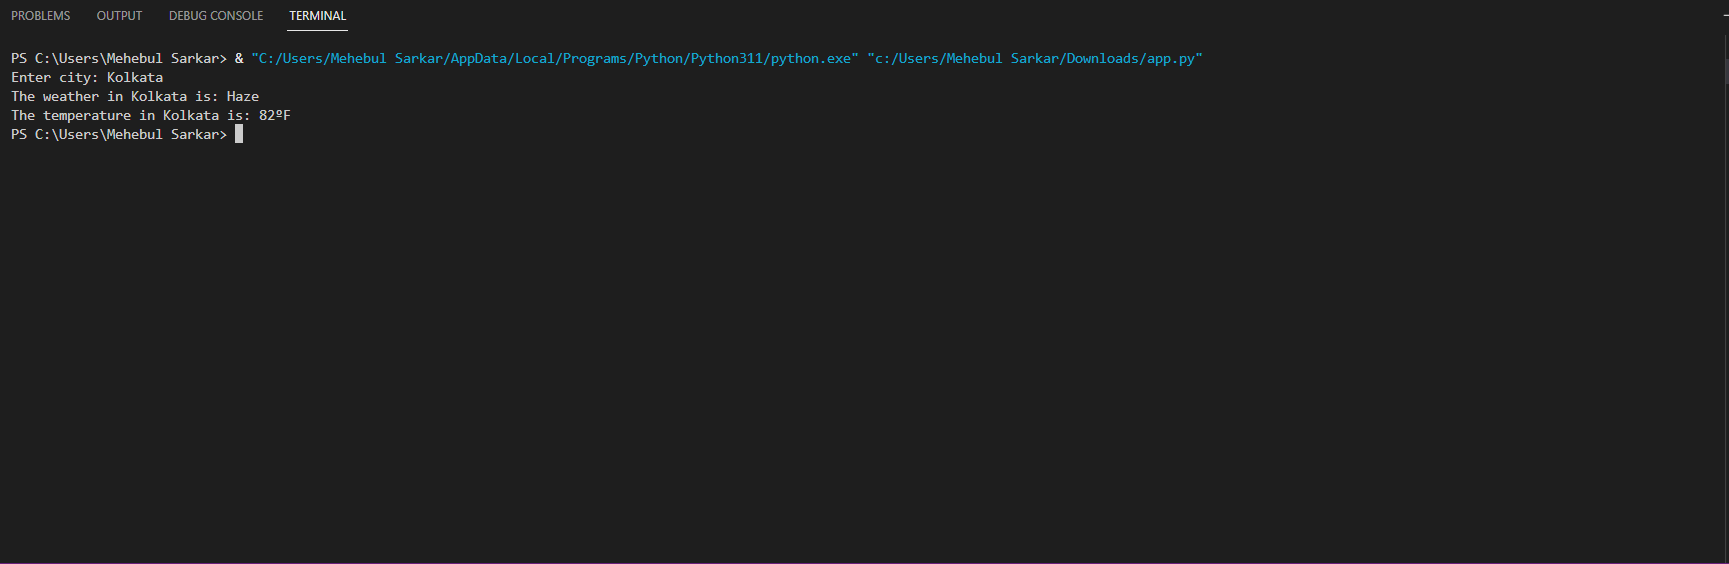 PROBLEMS OUTPUT DEBUG CONSOLE TERMINAL
PS C:\Users\Mehebul Sarkar> & "C:/Users/Mehebul Sarkar/AppData/Local/Programs/Python/Python311/python.exe" "c:/Users/Mehebul Sarkar/Downloads/app.py"
Enter city: Kolkata
The weather in Kolkata is: Haze
The temperature in Kolkata is: 82ºF
PS C:\Users\Mehebul Sarkar>